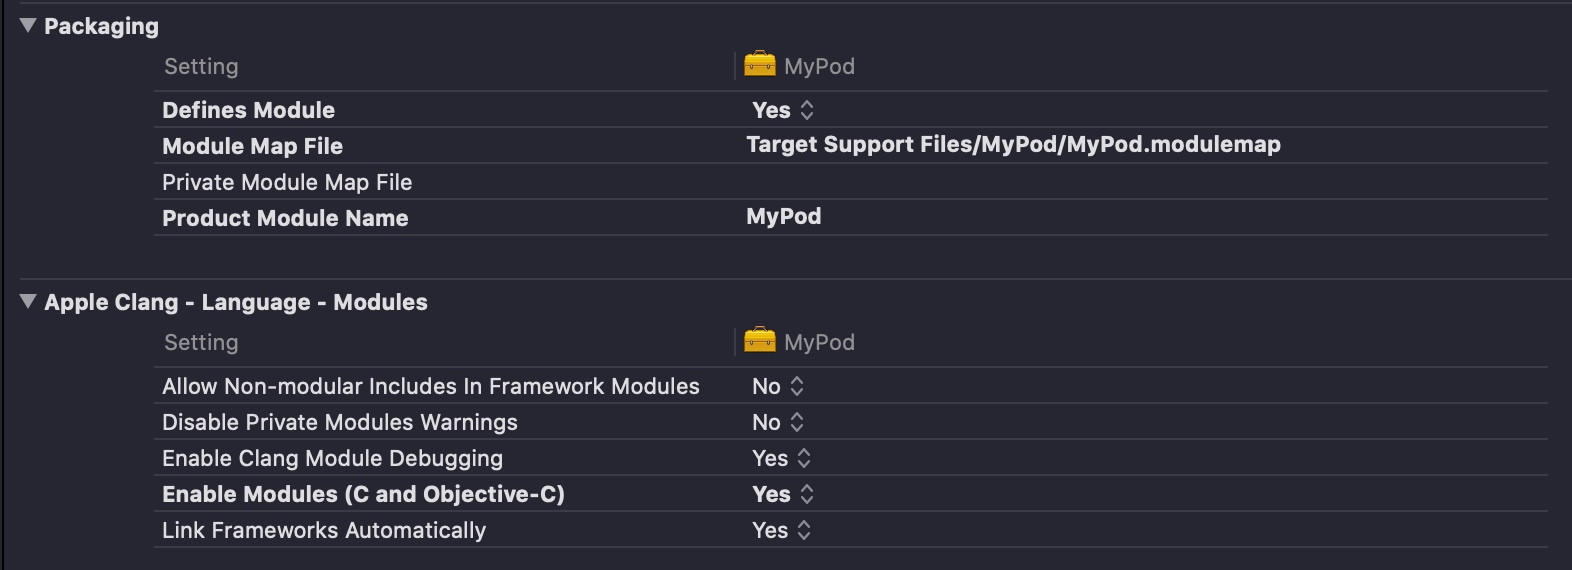 Packaging
Setting MyPod
Defines Module Yes
Module Map File Target Support Files/MyPod/MyPod.modulemap
Private Module Map File
Product Module Name MyPod
Apple Clang - Language - Modules
Setting MyPod
Allow Non-modular Includes In Framework Modules No
Disable Private Modules Warnings No
Enable Clang Module Debugging Yes
Enable Modules (C and Objective-C) Yes
Link Frameworks Automatically Yes